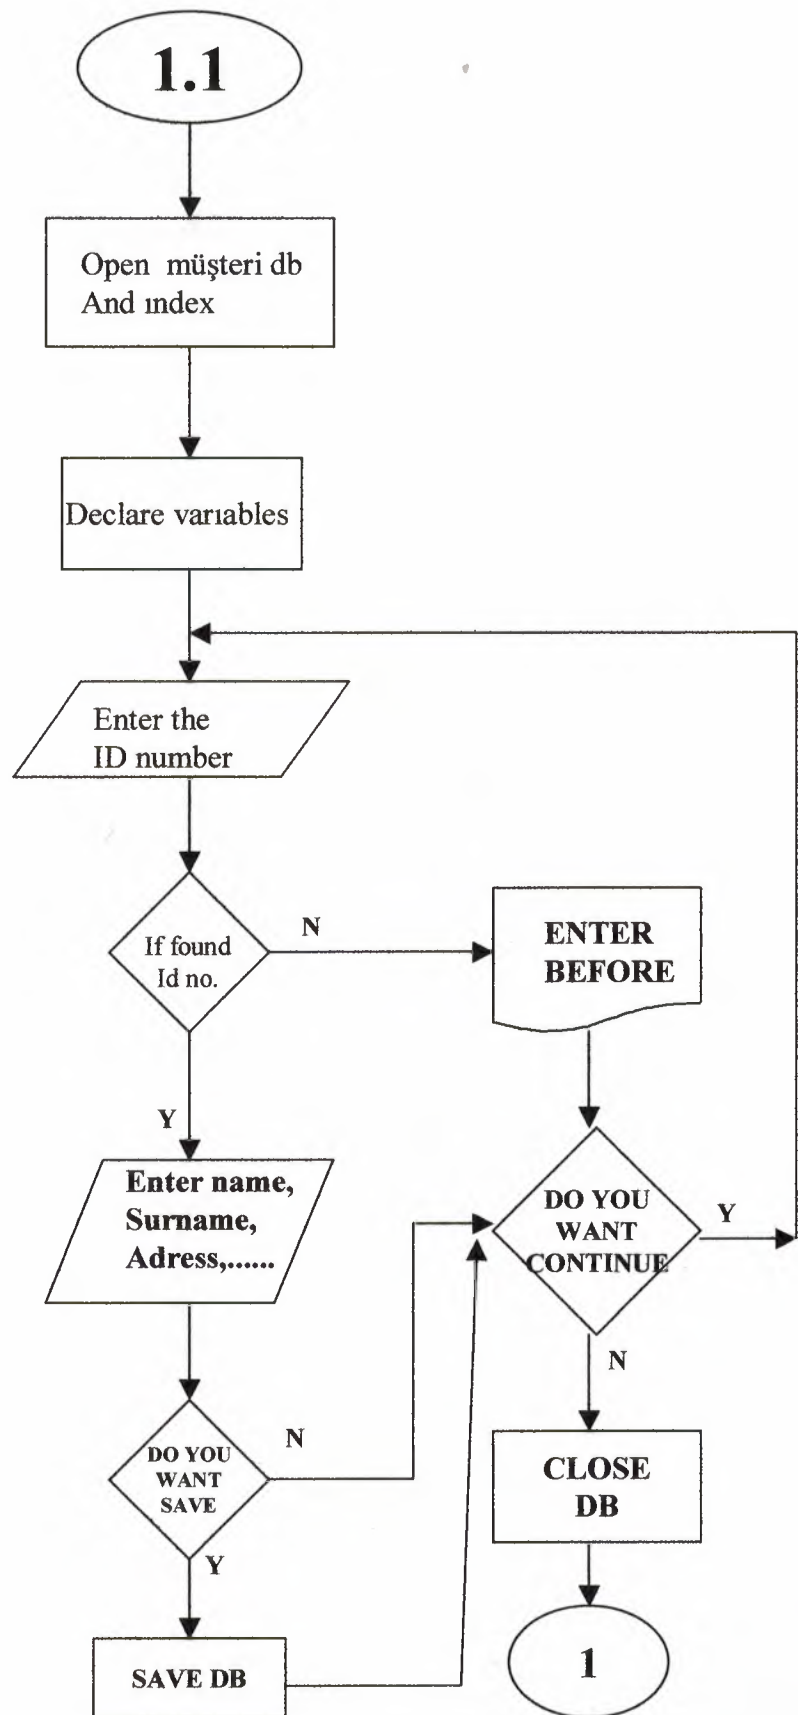 1.1
Open müşteri db
And ındex
Declare varıables
Enter the
ID number
If found
Id no.
N
ENTER
BEFORE
Y
Enter name,
Surname,
Adress,......
DO YOU
WANT
CONTINUE
Y
N
DO YOU
WANT
SAVE
N
Y
CLOSE
DB
SAVE DB
1